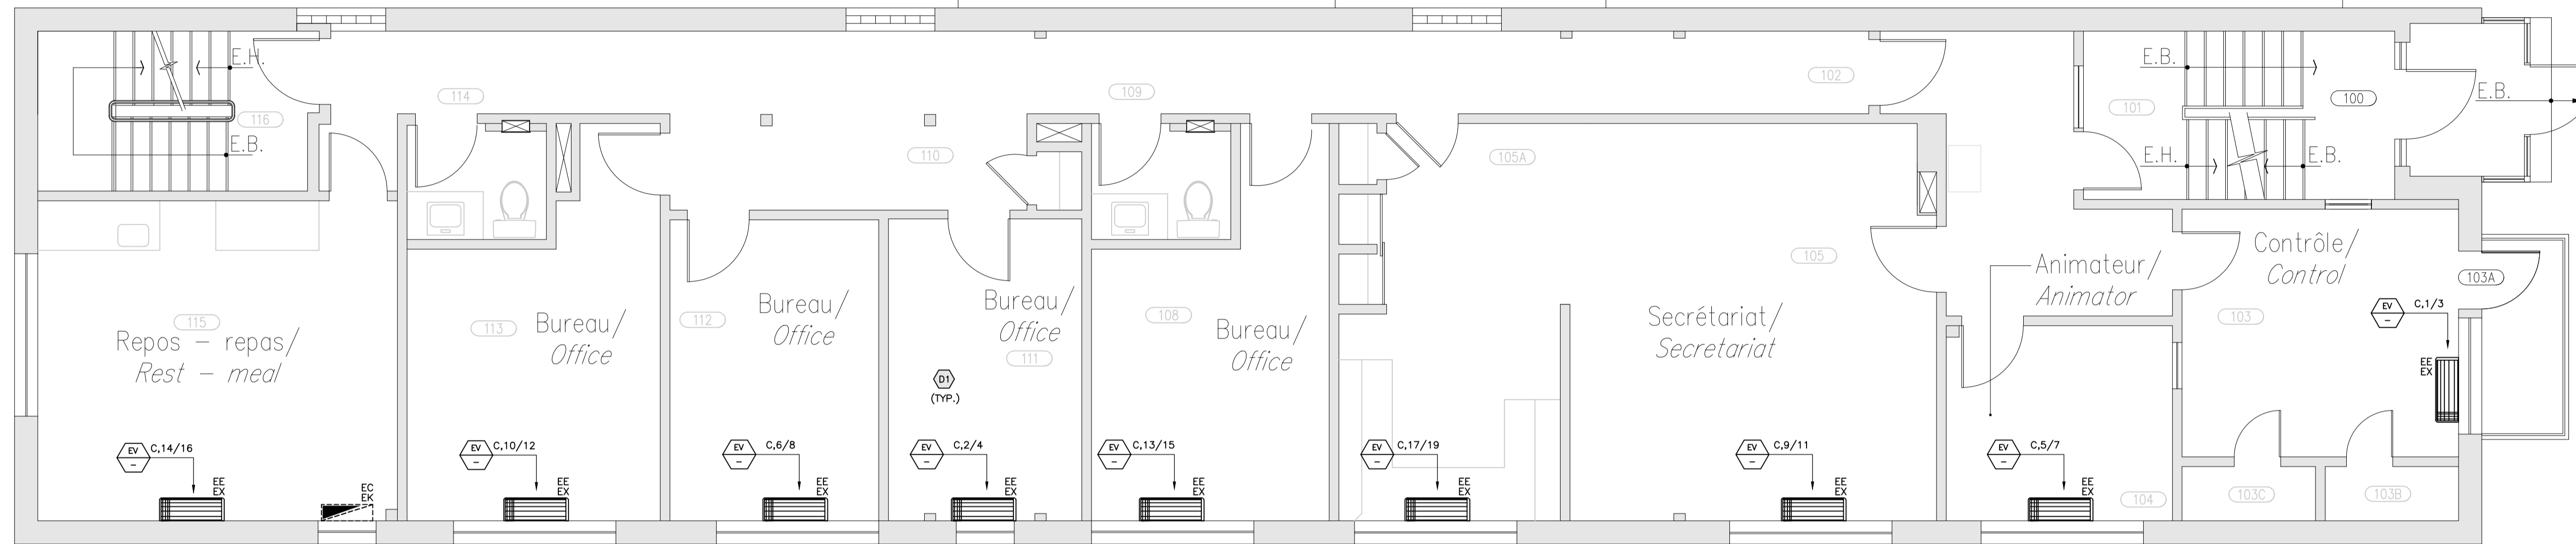 E.H.
116
E.B.
114
109
102
101
E.B.
100
E.B.
E.H.
E.B.
110
105A
105
Contrôle/
Control
103A
Animateur/
Animator
115
Repos – repas/
Rest – meal
113
Bureau/
Office
112
Bureau/
Office
Bureau/
Office
111
108
Bureau/
Office
Secrétariat/
Secretariat
103
EV
–
C,1/3
EE
EX
D1
(TYP.)
EV
–
C,14/16
EE
EX
EC
EK
EV
–
C,10/12
EE
EX
EV
–
C,6/8
EE
EX
EV
–
C,2/4
EE
EX
EV
–
C,13/15
EE
EX
EV
–
C,17/19
EE
EX
EV
–
C,9/11
EE
EX
EV
–
C,5/7
EE
EX
104
103C
103B